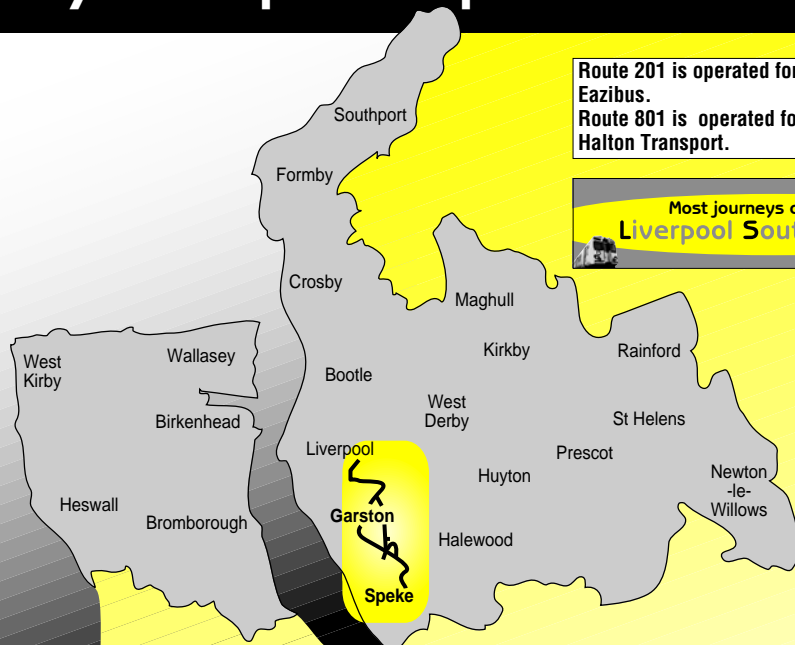 Route 201 is operated for
Eazibus.
Route 801 is operated fo
Halton Transport.
Most journeys
Liverpool Sou
Southport
Formby
Crosby
Maghull
Kirkby
Rainford
West
Kirby
Wallasey
Bootle
West
Derby
St Helens
Birkenhead
Liverpool
Prescot
Huyton
Newton
-le-
Willows
Heswall
Bromborough
Garston
Halewood
Speke